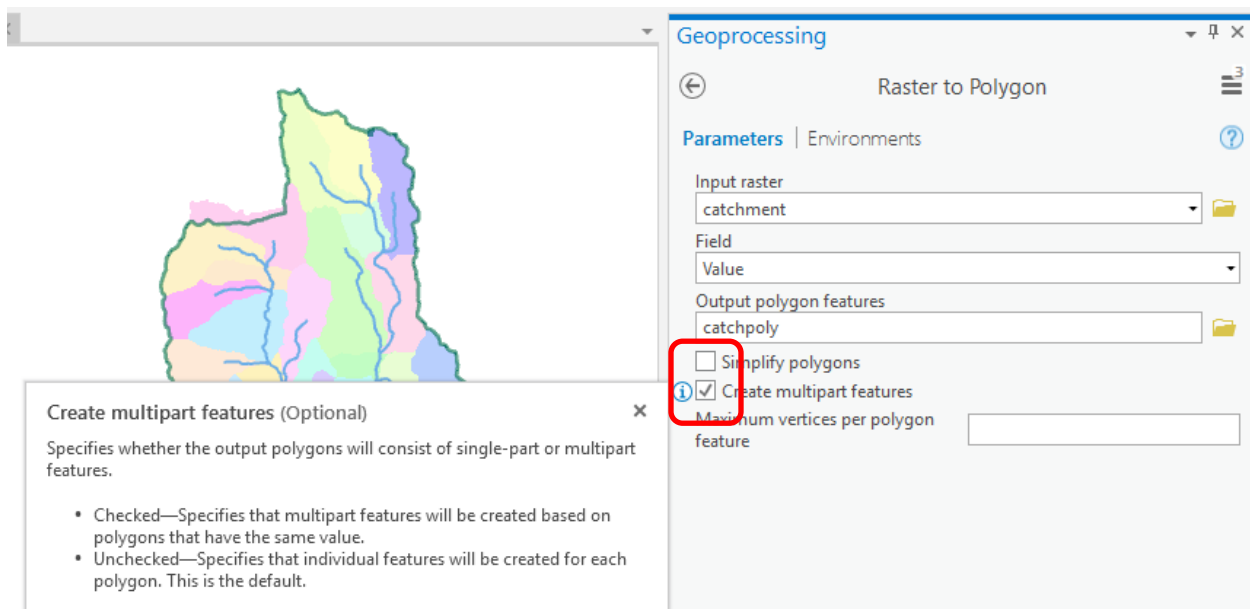 Geoprocessing
Raster to Polygon
3
Parameters | Environments
?
Input raster
catchment
Field
Value
Output polygon features
catchpoly
Simplify polygons
Create multipart features
Maximum vertices per polygon
feature
Create multipart features (Optional)
Specifies whether the output polygons will consist of single-part or multipart
features.
• Checked—Specifies that multipart features will be created based on
polygons that have the same value.
• Unchecked—Specifies that individual features will be created for each
polygon. This is the default.